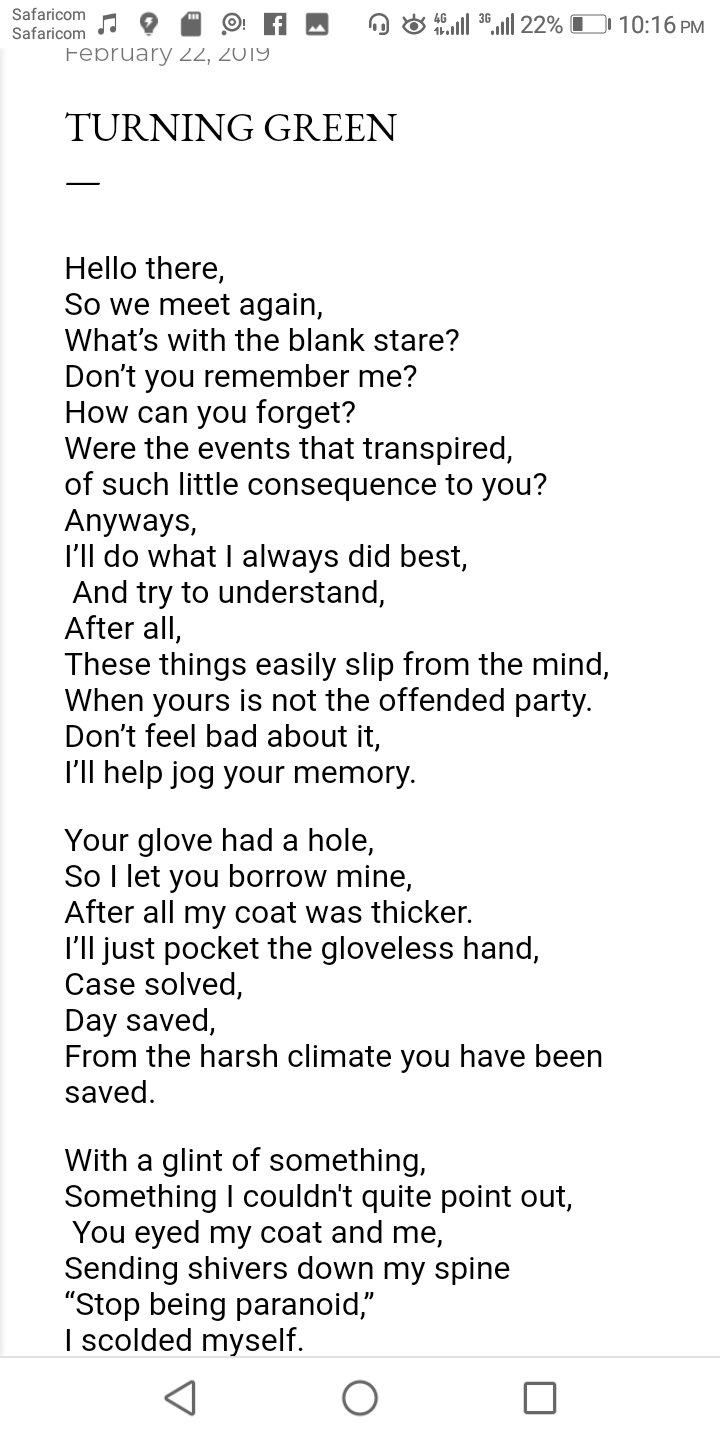 Safaricom
Safaricom
4G
3G
22%
10:16 PM
February 22, 2019
TURNING GREEN
—
Hello there,
So we meet again,
What’s with the blank stare?
Don’t you remember me?
How can you forget?
Were the events that transpired,
of such little consequence to you?
Anyways,
I’ll do what I always did best,
And try to understand,
After all,
These things easily slip from the mind,
When yours is not the offended party.
Don’t feel bad about it,
I’ll help jog your memory.
Your glove had a hole,
So I let you borrow mine,
After all my coat was thicker.
I’ll just pocket the gloveless hand,
Case solved,
Day saved,
From the harsh climate you have been
saved.
With a glint of something,
Something I couldn't quite point out,
You eyed my coat and me,
Sending shivers down my spine
“Stop being paranoid,”
I scolded myself.